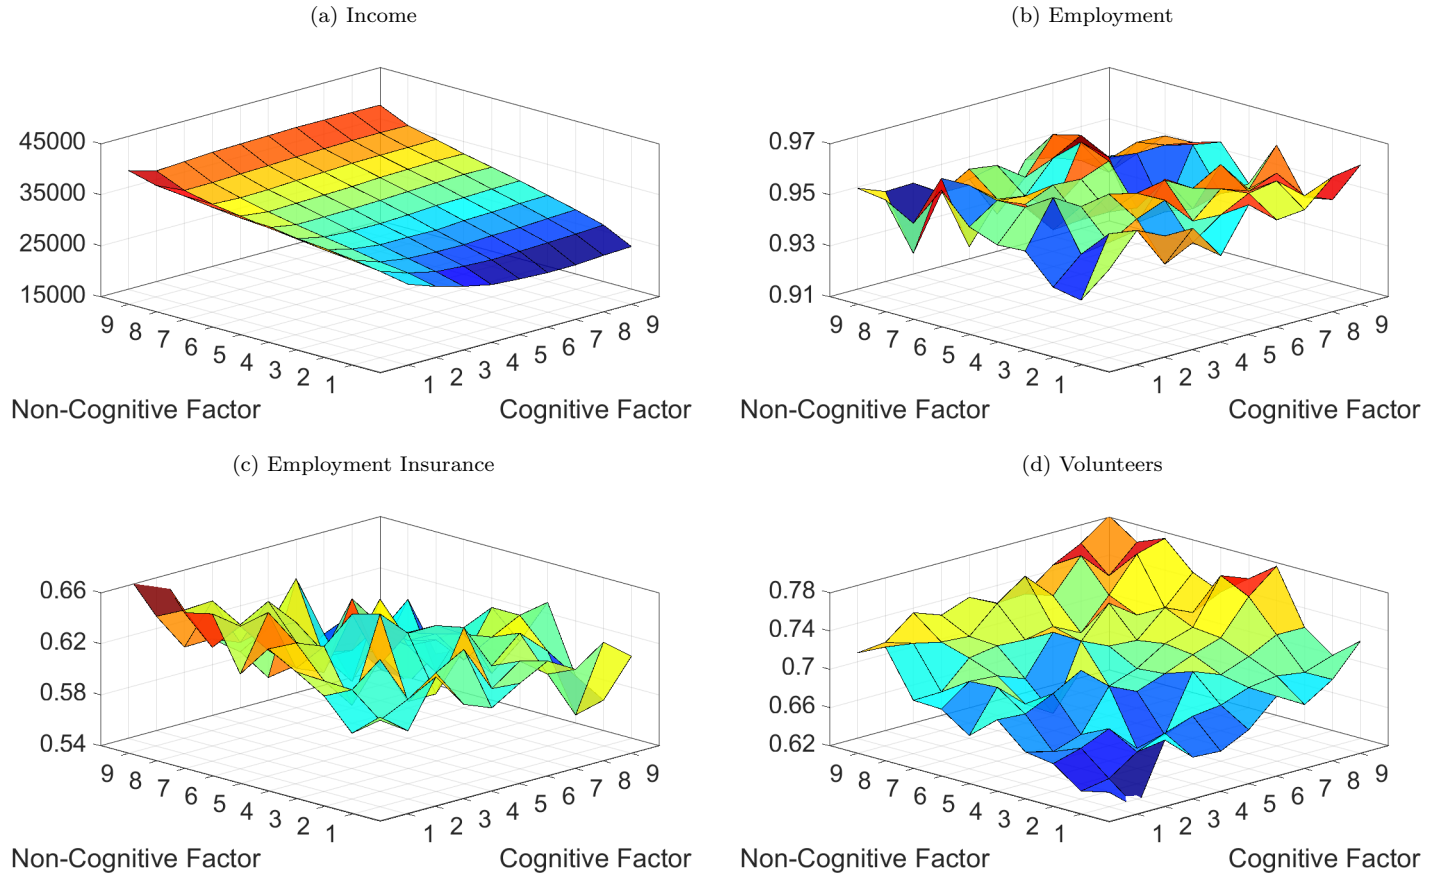 (a) Income
45000
35000
25000
15000
9 8 7 6 5 4 3 2 1
1 2 3 4 5 6 7 8 9
Non-Cognitive Factor
Cognitive Factor
(b) Employment
0.97
0.95
0.93
0.91
9 8 7 6 5 4 3 2 1
1 2 3 4 5 6 7 8 9
Non-Cognitive Factor
Cognitive Factor
(c) Employment Insurance
0.66
0.62
0.58
0.54
9 8 7 6 5 4 3 2 1
1 2 3 4 5 6 7 8 9
Non-Cognitive Factor
Cognitive Factor
(d) Volunteers
0.78
0.74
0.7
0.66
0.62
9 8 7 6 5 4 3 2 1
1 2 3 4 5 6 7 8 9
Non-Cognitive Factor
Cognitive Factor